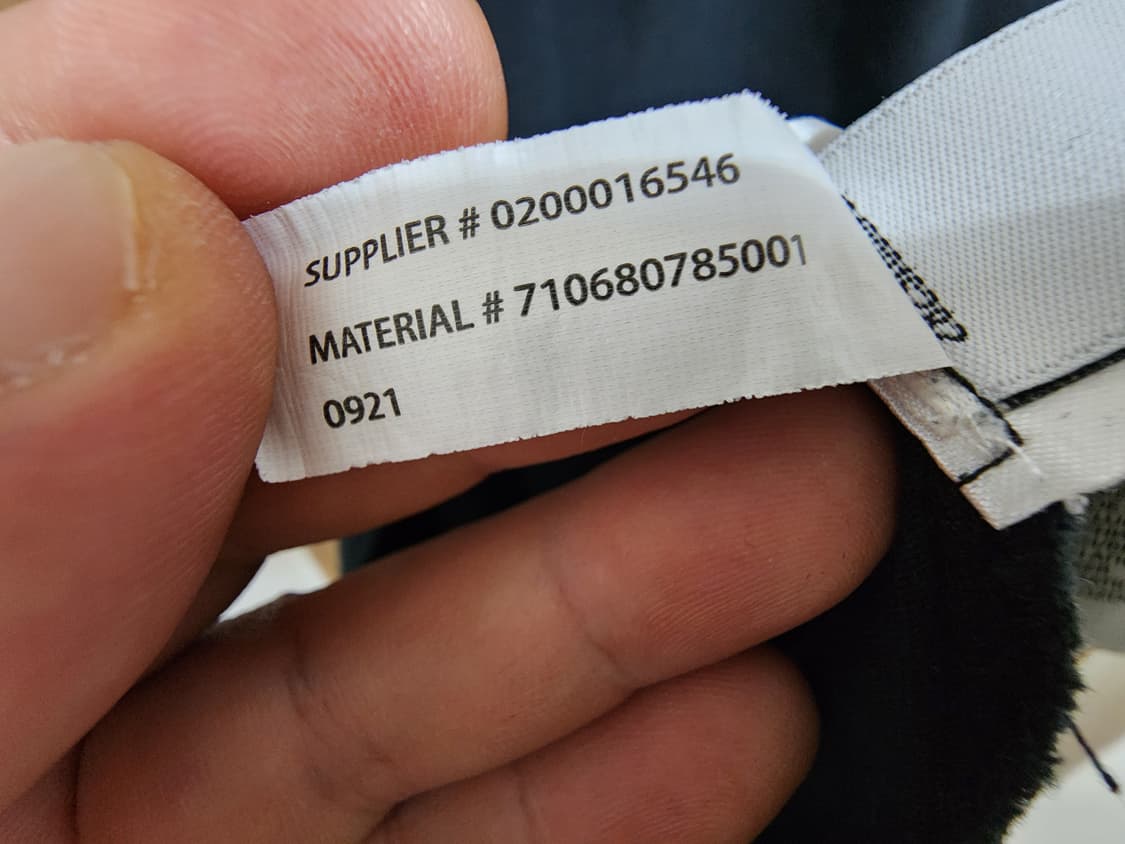 SUPPLIER # 0200016546
MATERIAL # 710680785001
0921